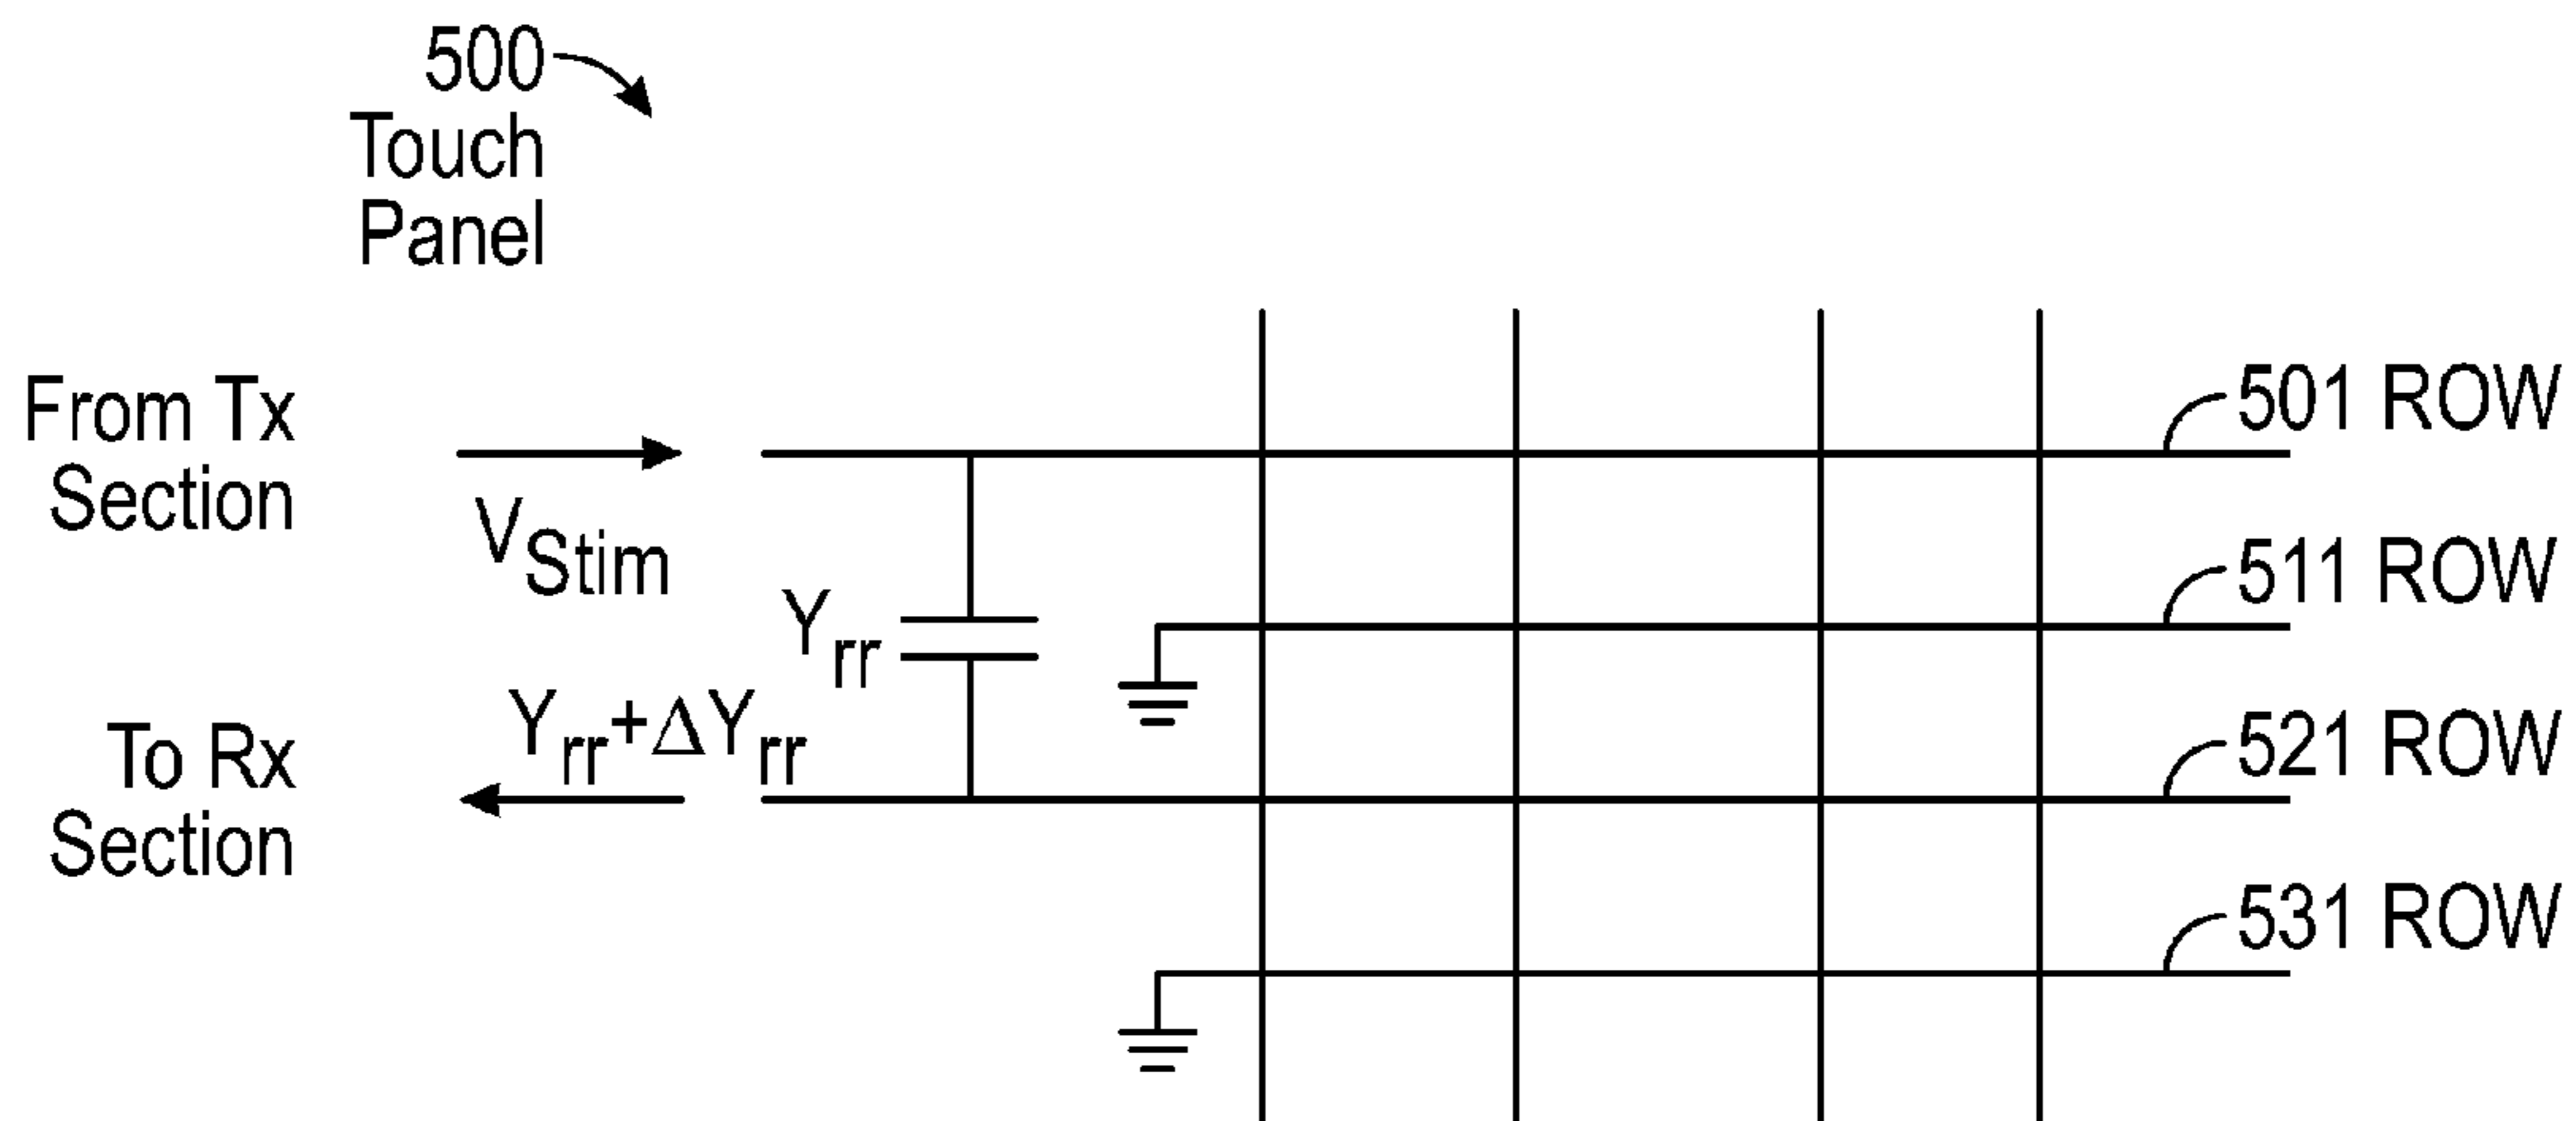 500
Touch
Panel
From Tx
Section
VStim
501 ROW
511 ROW
Yrr
Yrr+ΔYrr
To Rx
Section
521 ROW
531 ROW